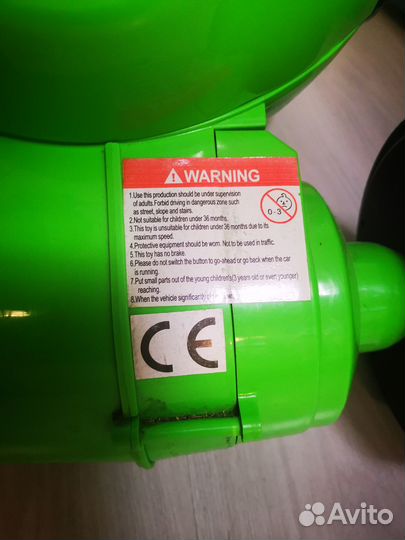 WARNING
1.Use this production should be under supervision
of adults.Forbid driving in dangerous zone such
as street, slope and stairs.
2.Not suitable for children under 36 months.
3.This toy is unsuitable for children under 36 months due to its
maximum speed.
4.Protective equipment should be worn. Not to be used in traffic.
5.This toy has no brake.
6.Please do not switch the button to go-ahead or go back when the car
is running.
7.Put small parts out of the young children's(3 years old or even younger)
reaching.
8.When the vehicle significantly
0-3
CE
Avito